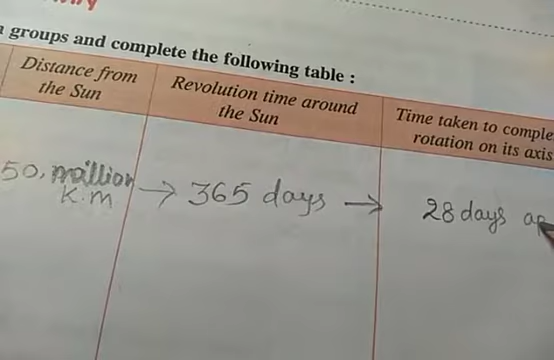 groups and complete the following table :
Distance from
the Sun
Revolution time around
the Sun
Time taken to comple
rotation on its axis
50, million
K.m
→ 365 days →
28 days ap